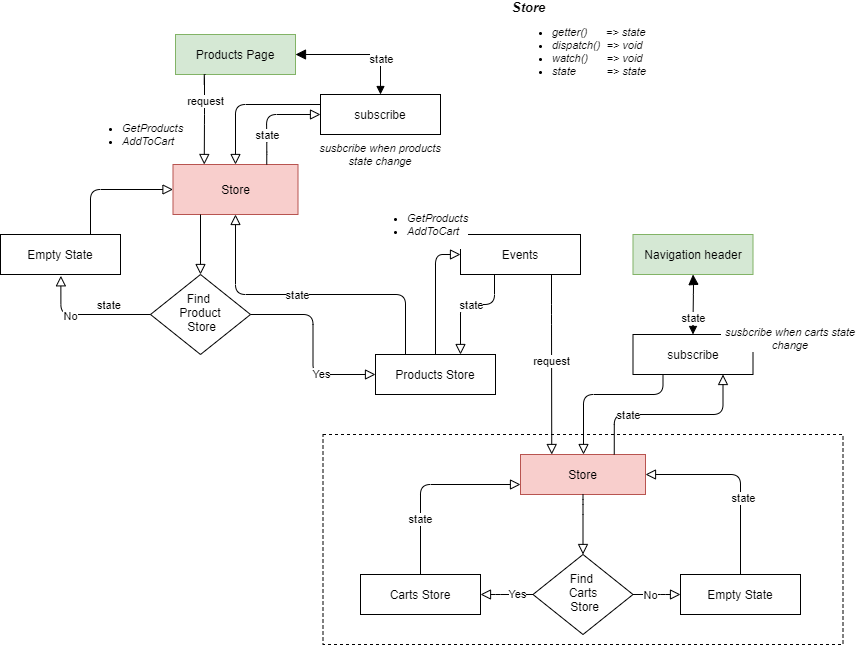 Store
getter() => state
dispatch() => void
watch() => void
state => state
Products Page
state
request
subscribe
state
GetProducts
AddToCart
susbcribe when products
state change
Store
GetProducts
AddToCart
Empty State
Events
Navigation header
Find
Product
Store
state
No
state
state
state
susbcribe when carts state
change
subscribe
request
Yes
Products Store
state
Store
state
state
Carts Store
Yes
Find
Carts
Store
No
Empty State